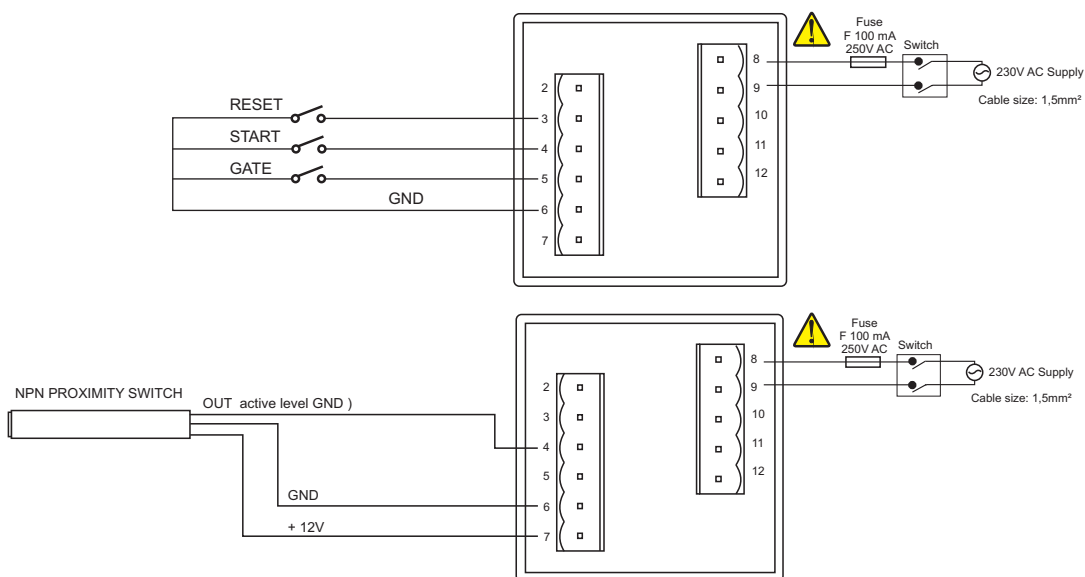 Fuse
F 100 mA
250V AC
Switch
230V AC Supply
Cable size: 1,5mm²
8
9
10
11
12
2
3
4
5
6
7
RESET
START
GATE
GND
Fuse
F 100 mA
250V AC
Switch
230V AC Supply
Cable size: 1,5mm²
8
9
10
11
12
2
3
4
5
6
7
NPN PROXIMITY SWITCH
OUT active level GND )
GND
+ 12V